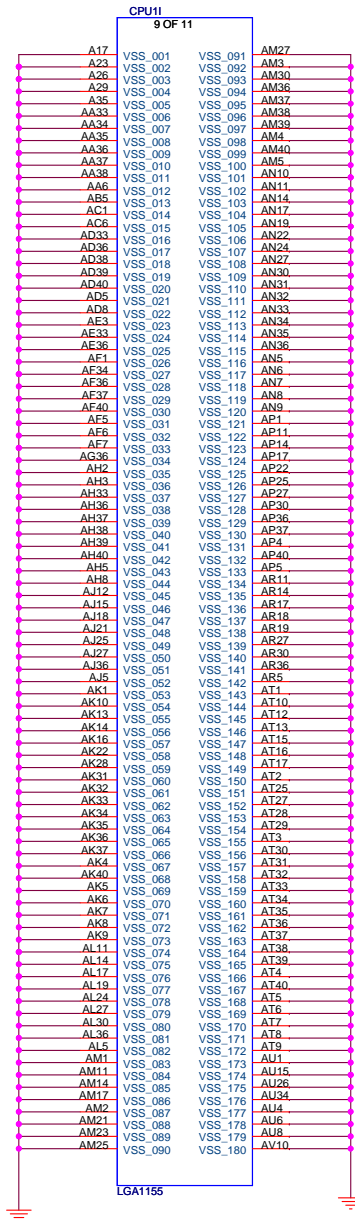 CPU1I
9 OF 11
A17 VSS_001 VSS_091 AM27
A23 VSS_002 VSS_092 AM3
A26 VSS_003 VSS_093 AM30
A29 VSS_004 VSS_094 AM36
A35 VSS_005 VSS_095 AM37
AA33 VSS_006 VSS_096 AM38
AA34 VSS_007 VSS_097 AM39
AA35 VSS_008 VSS_098 AM4
AA36 VSS_009 VSS_099 AM40
AA37 VSS_010 VSS_100 AM5
AA38 VSS_011 VSS_101 AN10
AA6 VSS_012 VSS_102 AN11
AB5 VSS_013 VSS_103 AN14
AC1 VSS_014 VSS_104 AN17
AC6 VSS_015 VSS_105 AN19
AD33 VSS_016 VSS_106 AN22
AD36 VSS_017 VSS_107 AN24
AD38 VSS_018 VSS_108 AN27
AD39 VSS_019 VSS_109 AN30
AD40 VSS_020 VSS_110 AN31
AD5 VSS_021 VSS_111 AN32
AD8 VSS_022 VSS_112 AN33
AE3 VSS_023 VSS_113 AN34
AE33 VSS_024 VSS_114 AN35
AE36 VSS_025 VSS_115 AN36
AF1 VSS_026 VSS_116 AN5
AF34 VSS_027 VSS_117 AN6
AF36 VSS_028 VSS_118 AN7
AF37 VSS_029 VSS_119 AN8
AF40 VSS_030 VSS_120 AN9
AF5 VSS_031 VSS_121 AP1
AF6 VSS_032 VSS_122 AP11
AF7 VSS_033 VSS_123 AP14
AG36 VSS_034 VSS_124 AP17
AH2 VSS_035 VSS_125 AP22
AH3 VSS_036 VSS_126 AP25
AH33 VSS_037 VSS_127 AP27
AH36 VSS_038 VSS_128 AP30
AH37 VSS_039 VSS_129 AP36
AH38 VSS_040 VSS_130 AP37
AH39 VSS_041 VSS_131 AP4
AH40 VSS_042 VSS_132 AP40
AH5 VSS_043 VSS_133 AP5
AH8 VSS_044 VSS_134 AR11
AJ12 VSS_045 VSS_135 AR14
AJ15 VSS_046 VSS_136 AR17
AJ18 VSS_047 VSS_137 AR18
AJ21 VSS_048 VSS_138 AR19
AJ25 VSS_049 VSS_139 AR27
AJ27 VSS_050 VSS_140 AR30
AJ36 VSS_051 VSS_141 AR36
AJ5 VSS_052 VSS_142 AR5
AK1 VSS_053 VSS_143 AT1
AK10 VSS_054 VSS_144 AT10
AK13 VSS_055 VSS_145 AT12
AK14 VSS_056 VSS_146 AT13
AK16 VSS_057 VSS_147 AT15
AK22 VSS_058 VSS_148 AT16
AK28 VSS_059 VSS_149 AT17
AK31 VSS_060 VSS_150 AT2
AK32 VSS_061 VSS_151 AT25
AK33 VSS_062 VSS_152 AT27
AK34 VSS_063 VSS_153 AT28
AK35 VSS_064 VSS_154 AT29
AK36 VSS_065 VSS_155 AT3
AK37 VSS_066 VSS_156 AT30
AK4 VSS_067 VSS_157 AT31
AK40 VSS_068 VSS_158 AT32
AK5 VSS_069 VSS_159 AT33
AK6 VSS_070 VSS_160 AT34
AK7 VSS_071 VSS_161 AT35
AK8 VSS_072 VSS_162 AT36
AK9 VSS_073 VSS_163 AT37
AL11 VSS_074 VSS_164 AT38
AL14 VSS_075 VSS_165 AT39
AL17 VSS_076 VSS_166 AT4
AL19 VSS_077 VSS_167 AT40
AL24 VSS_078 VSS_168 AT5
AL27 VSS_079 VSS_169 AT6
AL30 VSS_080 VSS_170 AT7
AL36 VSS_081 VSS_171 AT8
AL5 VSS_082 VSS_172 AT9
AM1 VSS_083 VSS_173 AU1
AM11 VSS_084 VSS_174 AU15
AM14 VSS_085 VSS_175 AU26
AM17 VSS_086 VSS_176 AU34
AM2 VSS_087 VSS_177 AU4
AM21 VSS_088 VSS_178 AU6
AM23 VSS_089 VSS_179 AU8
AM25 VSS_090 VSS_180 AV10
LGA1155